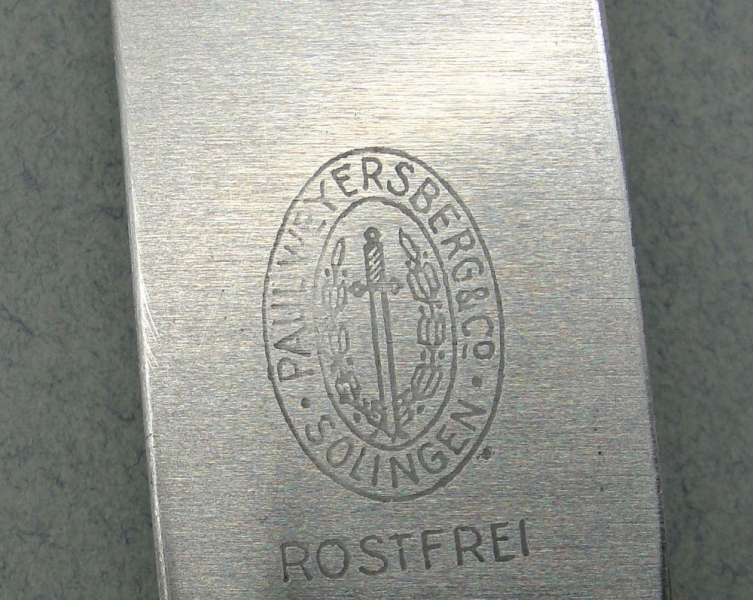 PAUL WEYERSBERG & Co.
SOLINGEN
ROSTFREI